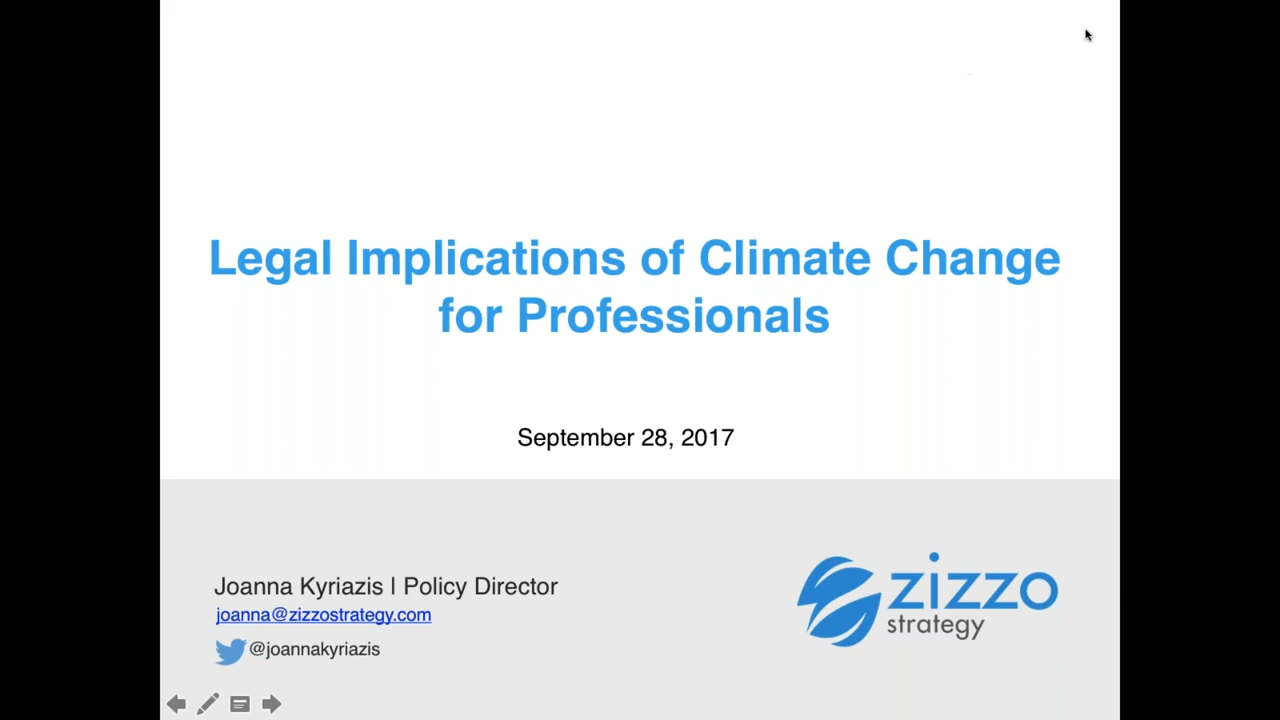 Legal Implications of Climate Change
for Professionals
September 28, 2017
Joanna Kyriazis | Policy Director
joanna@zizzostrategy.com
@joannakyriazis
zizzo
strategy